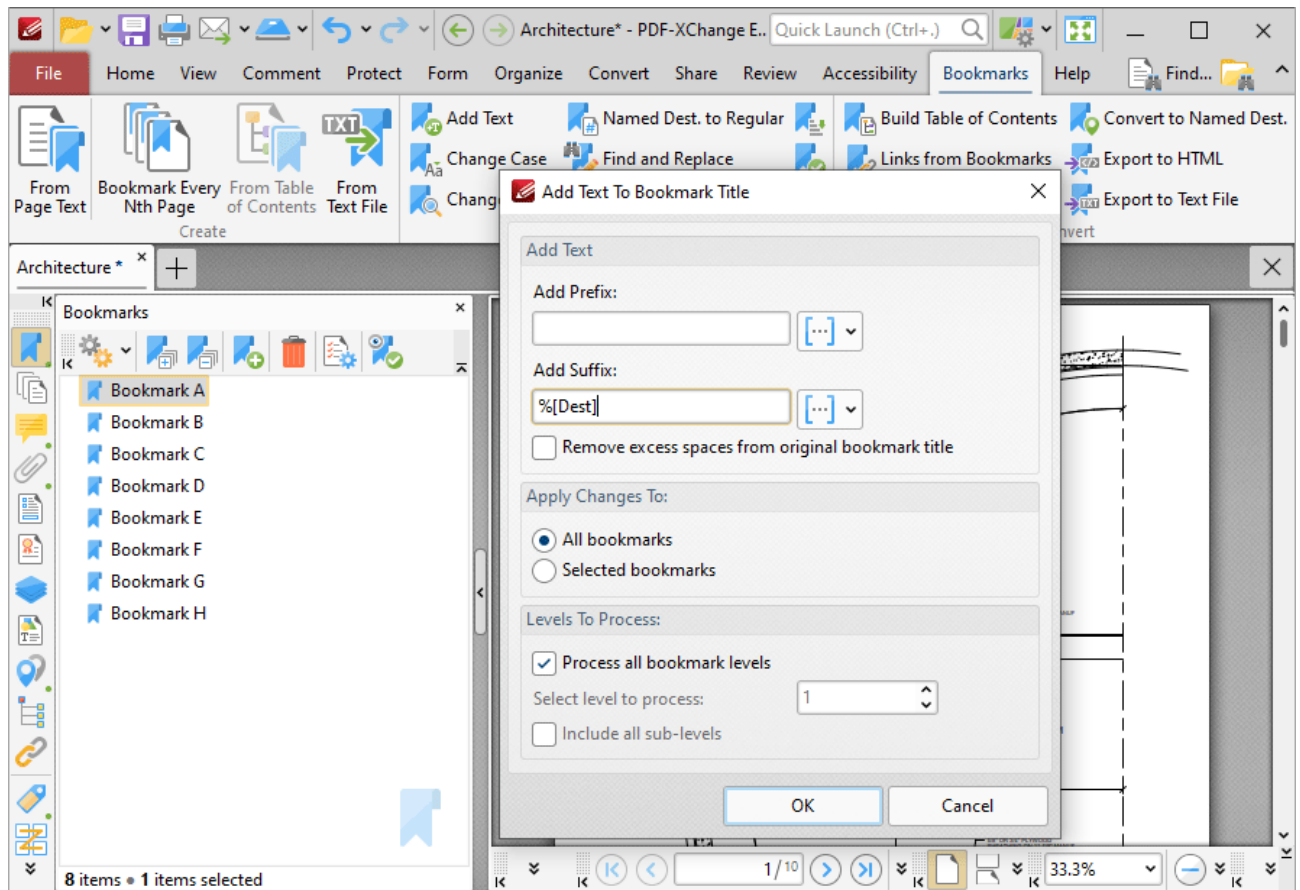 Architecture* - PDF-XChange E..
Quick Launch (Ctrl+.)
File
Home
View
Comment
Protect
Form
Organize
Convert
Share
Review
Accessibility
Bookmarks
Help
Find...
From
Page Text
Bookmark Every
Nth Page
From Table
of Contents
TXT
From
Text File
Create
Add Text
Change Case
Chang
Named Dest. to Regular
Find and Replace
Build Table of Contents
Links from Bookmarks
Convert to Named Dest.
Export to HTML
Export to Text File
nvert
Architecture *
Bookmarks
Bookmark A
Bookmark B
Bookmark C
Bookmark D
Bookmark E
Bookmark F
Bookmark G
Bookmark H
8 items • 1 items selected
Add Text To Bookmark Title
Add Text
Add Prefix:
Add Suffix:
%[Dest]
Remove excess spaces from original bookmark title
Apply Changes To:
All bookmarks
Selected bookmarks
Levels To Process:
Process all bookmark levels
Select level to process:
1
Include all sub-levels
OK
Cancel
1/10
33.3%